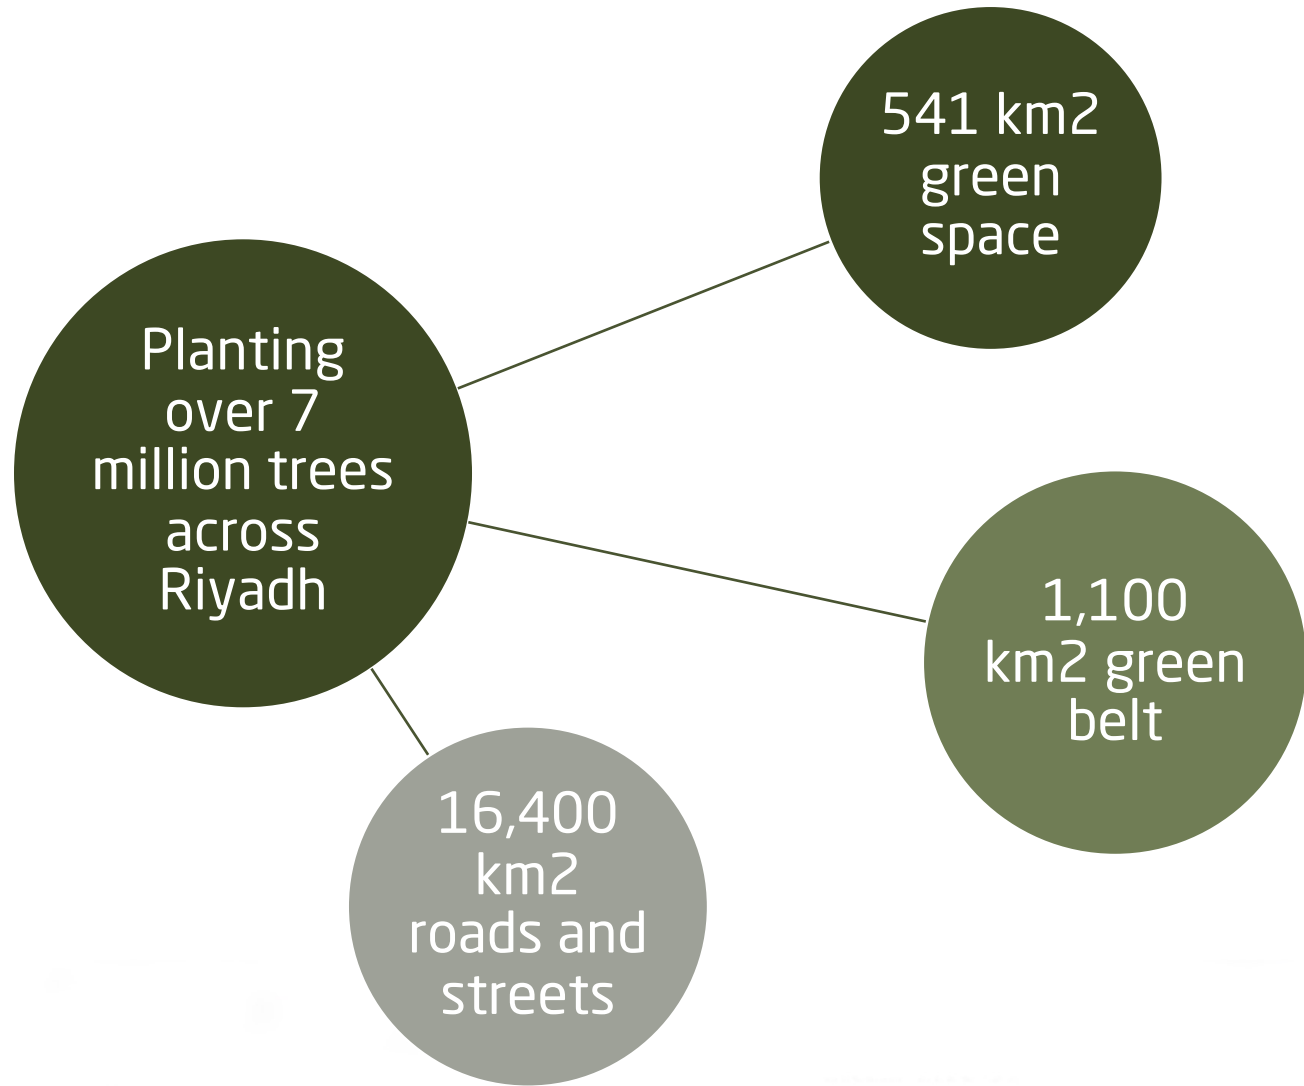 Planting
over 7
million trees
across
Riyadh
541 km2
green
space
1,100
km2 green
belt
16,400
km2
roads and
streets